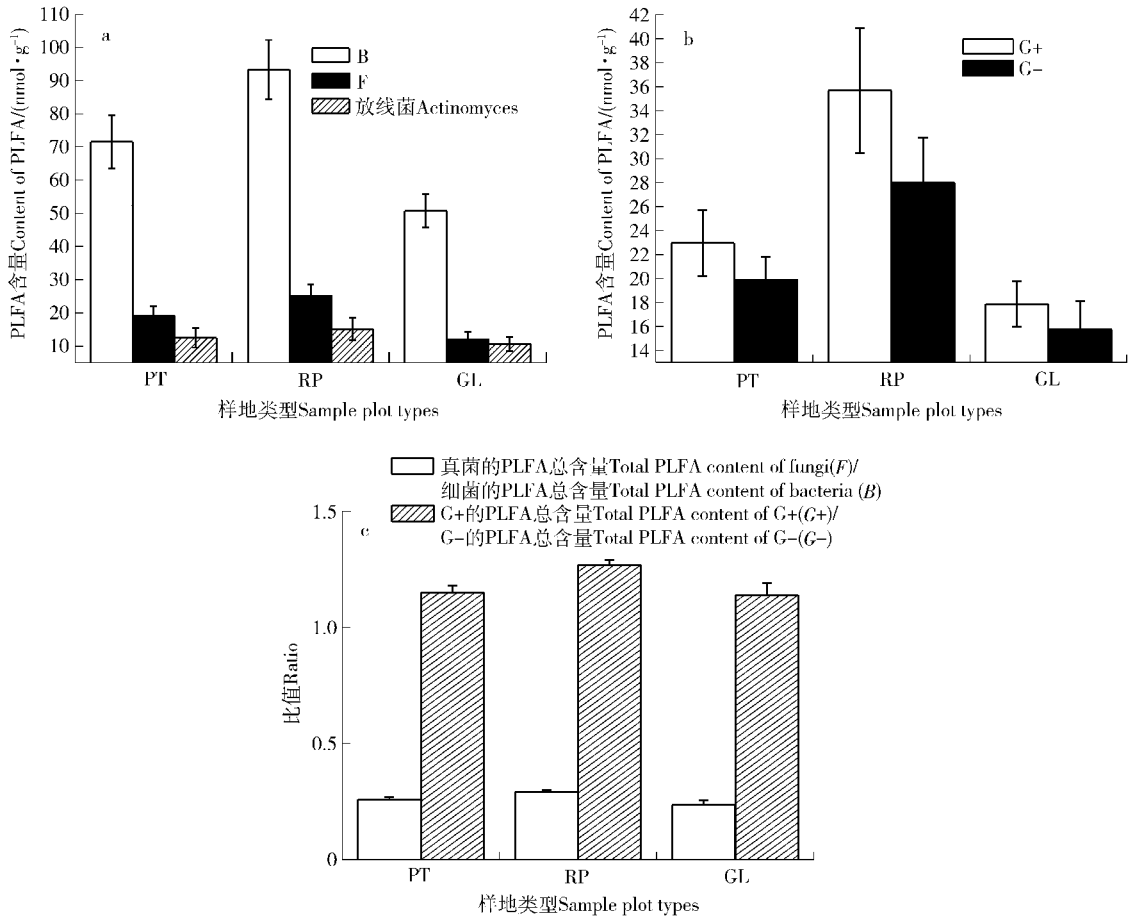 PLFA含量Content of PLFA/(nmol·g⁻¹)
110
100
90
80
70
60
50
40
30
20
10
a
B
F
放线菌Actinomyces
PT
RP
GL
样地类型Sample plot types
PLFA含量Content of PLFA/(nmol·g⁻¹)
42
40
38
36
34
32
30
28
26
24
22
20
18
16
14
b
G+
G−
PT
RP
GL
样地类型Sample plot types
真菌的PLFA总含量Total PLFA content of fungi(F)/
细菌的PLFA总含量Total PLFA content of bacteria (B)
G+的PLFA总含量Total PLFA content of G+(G+)/
G−的PLFA总含量Total PLFA content of G−(G−)
比值Ratio
1.5
1.0
0.5
0
c
PT
RP
GL
样地类型Sample plot types